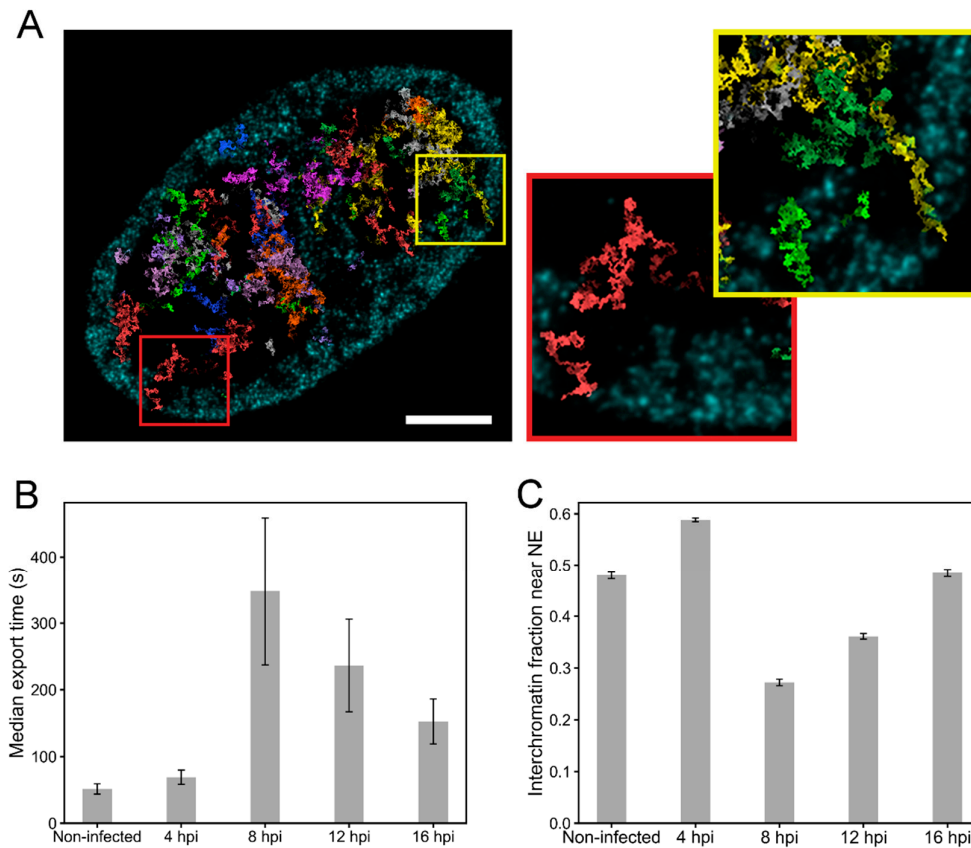 A
B
Median export time (s)
400
300
200
100
0
Non-infected 4 hpi 8 hpi 12 hpi 16 hpi
C
Interchromatin fraction near NE
0.6
0.5
0.4
0.3
0.2
0.1
0.0
Non-infected 4 hpi 8 hpi 12 hpi 16 hpi